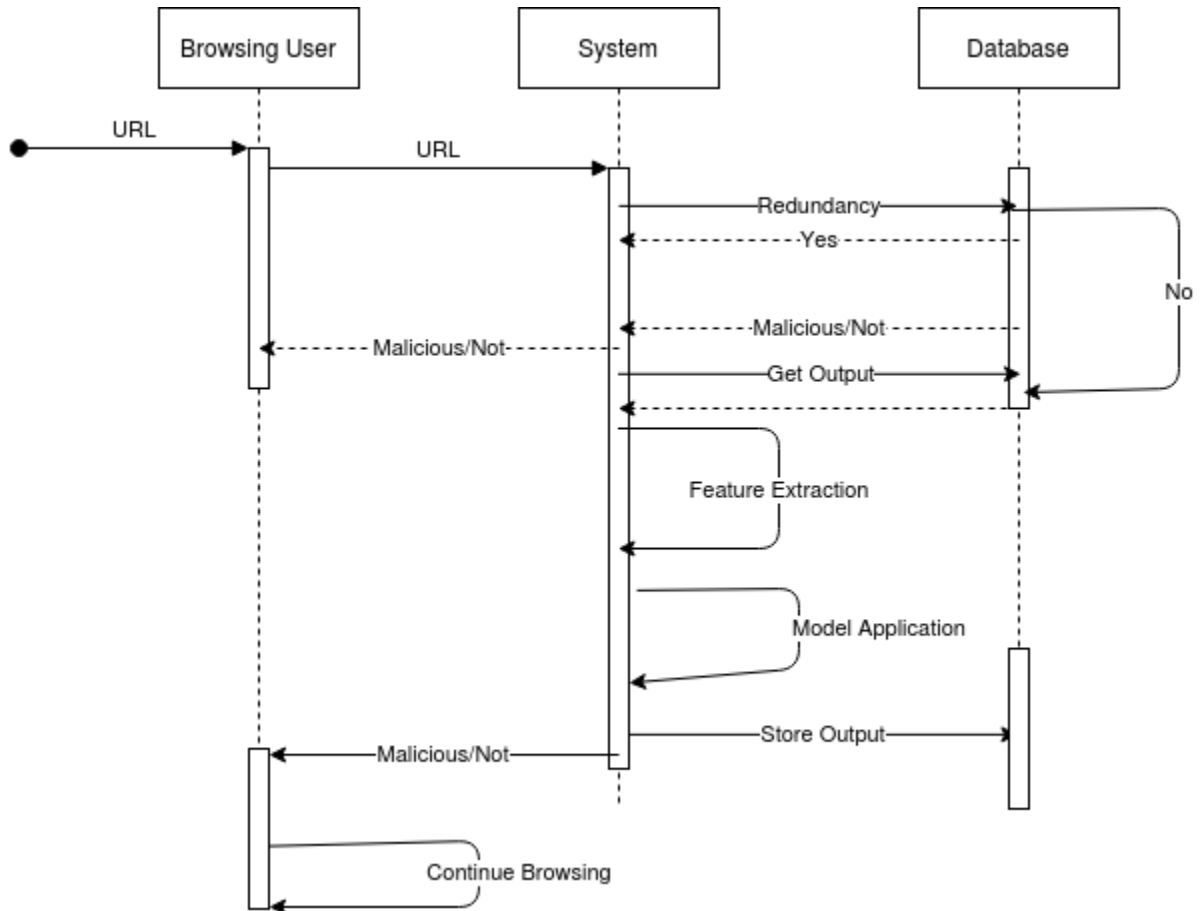 Browsing User
System
Database
URL
URL
Redundancy
Yes
No
Malicious/Not
Malicious/Not
Get Output
Feature Extraction
Model Application
Store Output
Malicious/Not
Continue Browsing